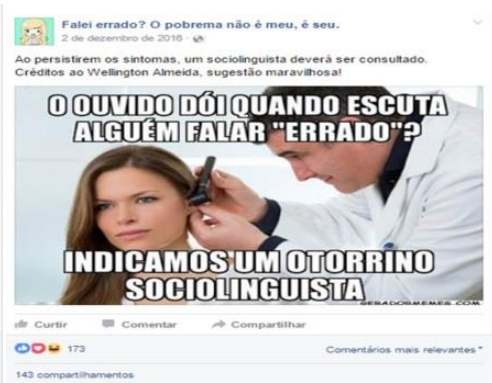 Falei errado? O pobrema não é meu, é seu.
2 de dezembro de 2016 ·
Ao persistirem os sintomas, um sociolinguista deverá ser consultado.
Créditos ao Wellington Almeida, sugestão maravilhosa!
O OUVIDO DÓI QUANDO ESCUTA
ALGUÉM FALAR "ERRADO"?
INDICAMOS UM OTORRINO
SOCIOLINGUISTA
GERADORMEMES.COM
Curtir Comentar Compartilhar
173 Comentários mais relevantes
143 compartilhamentos